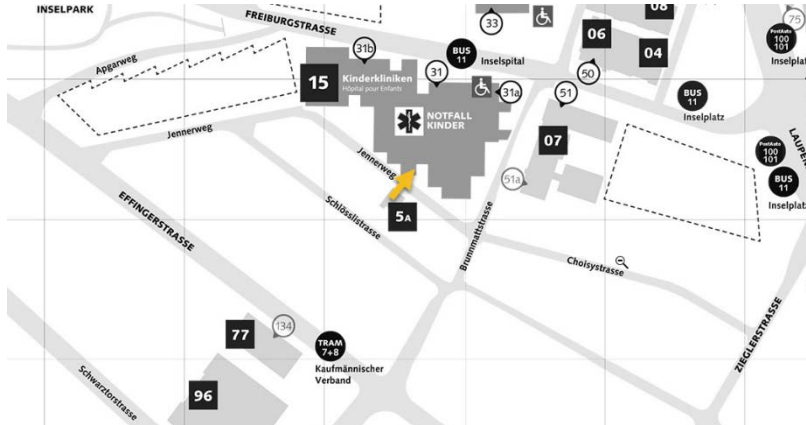 INSELPARK
FREIBURGSTRASSE
33
08
06
04
75
PostAuto
100
101
Inselplatz
Apgarweg
31b
BUS
11
Inselspital
15
Kinderkliniken
Hôpital pour Enfants
31
31a
50
51
BUS
11
Inselplatz
NOTFALL
KINDER
Jennerweg
07
PostAuto
100
101
BUS
11
Inselplatz
Jennerweg
51a
5A
EFFINGERSTRASSE
Schlösslistrasse
Brunnmattstrasse
Choisystrasse
ZIEGLERSTRASSE
77
134
TRAM
7+8
Kaufmännischer
Verband
Schwarztorstrasse
96